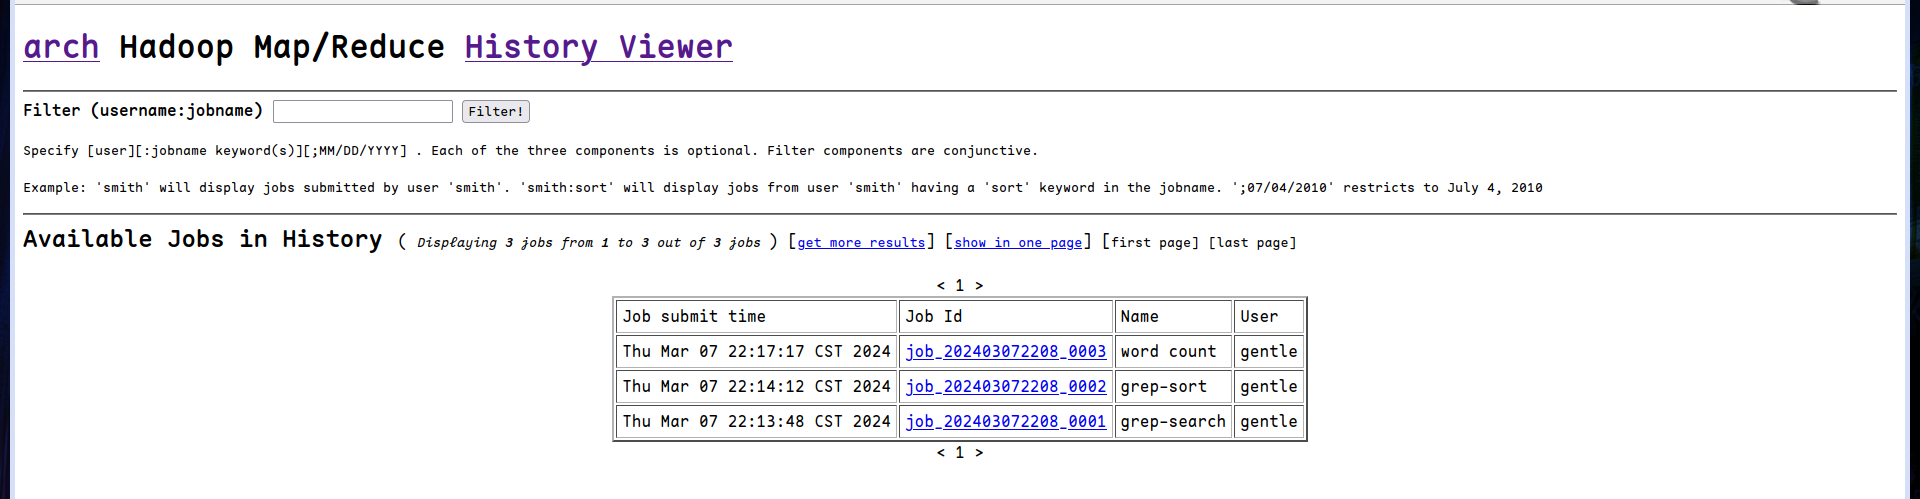 arch Hadoop Map/Reduce History Viewer
Filter (username:jobname) Filter!
Specify [user][:jobname keyword(s)][;MM/DD/YYYY] . Each of the three components is optional. Filter components are conjunctive.
Example: 'smith' will display jobs submitted by user 'smith'. 'smith:sort' will display jobs from user 'smith' having a 'sort' keyword in the jobname. ';07/04/2010' restricts to July 4, 2010
Available Jobs in History ( Displaying 3 jobs from 1 to 3 out of 3 jobs ) [get more results] [show in one page] [first page] [last page]
< 1 >
Job submit time Job Id Name User
Thu Mar 07 22:17:17 CST 2024 job_202403072208_0003 word count gentle
Thu Mar 07 22:14:12 CST 2024 job_202403072208_0002 grep-sort gentle
Thu Mar 07 22:13:48 CST 2024 job_202403072208_0001 grep-search gentle
< 1 >